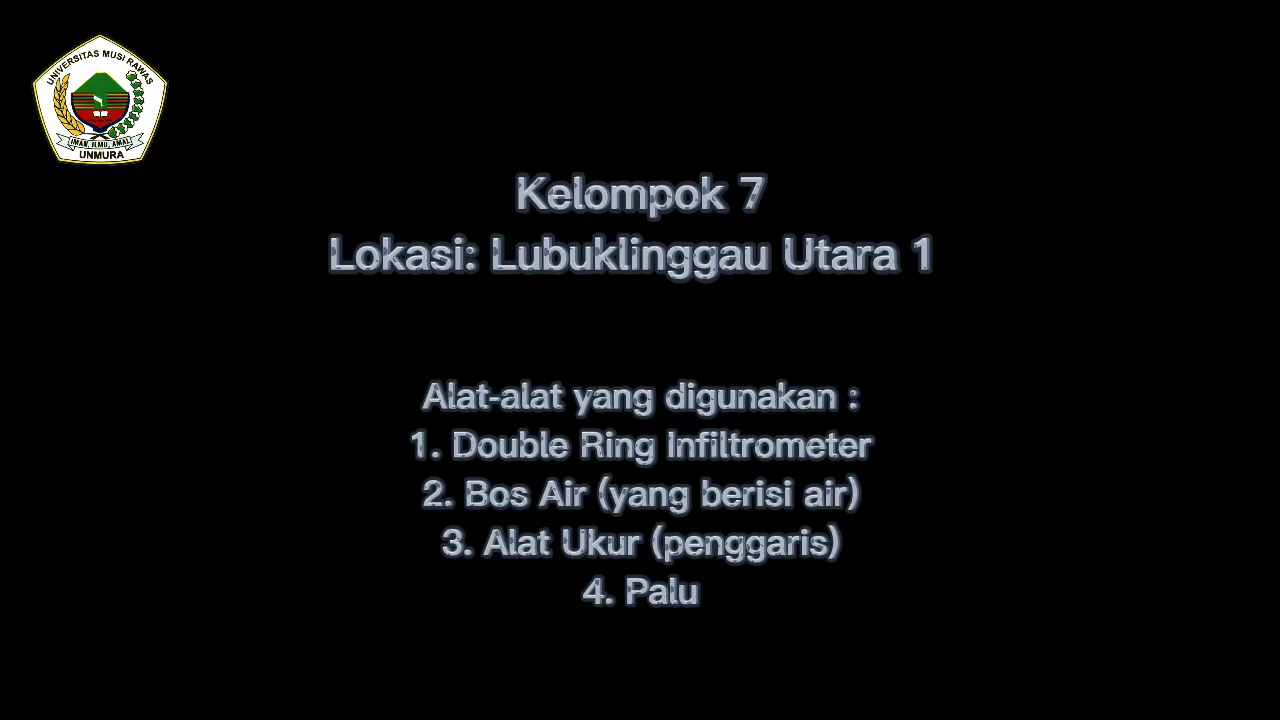 UNIVERSITAS MUSI RAWAS
IMAN, ILMU, AMAL
UNMURA
Kelompok 7
Lokasi: Lubuklinggau Utara 1
Alat-alat yang digunakan :
1. Double Ring Infiltrometer
2. Bos Air (yang berisi air)
3. Alat Ukur (penggaris)
4. Palu